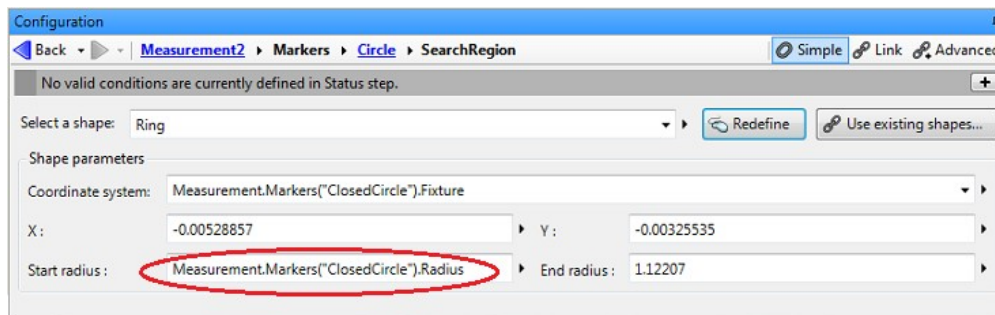 Configuration
Back Measurement2 Markers Circle SearchRegion Simple Link Advanced
No valid conditions are currently defined in Status step.
Select a shape: Ring Redefine Use existing shapes...
Shape parameters
Coordinate system: Measurement.Markers("ClosedCircle").Fixture
X : -0.00528857 Y : -0.00325535
Start radius : Measurement.Markers("ClosedCircle").Radius End radius : 1.12207